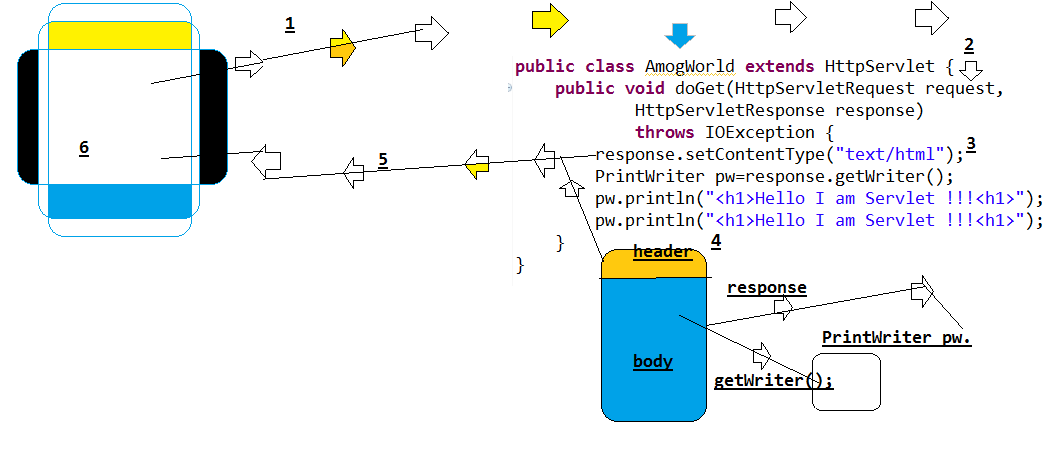 1
2
public class AmogWorld extends HttpServlet {
public void doGet(HttpServletRequest request,
HttpServletResponse response)
throws IOException {
6
5
response.setContentType("text/html");
3
PrintWriter pw=response.getWriter();
pw.println("<h1>Hello I am Servlet !!!<h1>");
pw.println("<h1>Hello I am Servlet !!!<h1>");
}
}
4
header
response
PrintWriter pw.
body
getWriter();